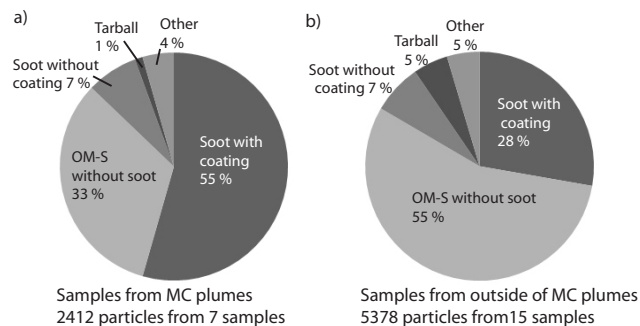 a)
Tarball
1 %
Other
4 %
Soot without
coating 7 %
OM-S
without soot
33 %
Soot with
coating
55 %
Samples from MC plumes
2412 particles from 7 samples
b)
Other
5 %
Tarball
5 %
Soot without
coating 7 %
Soot with
coating
28 %
OM-S without soot
55 %
Samples from outside of MC plumes
5378 particles from15 samples